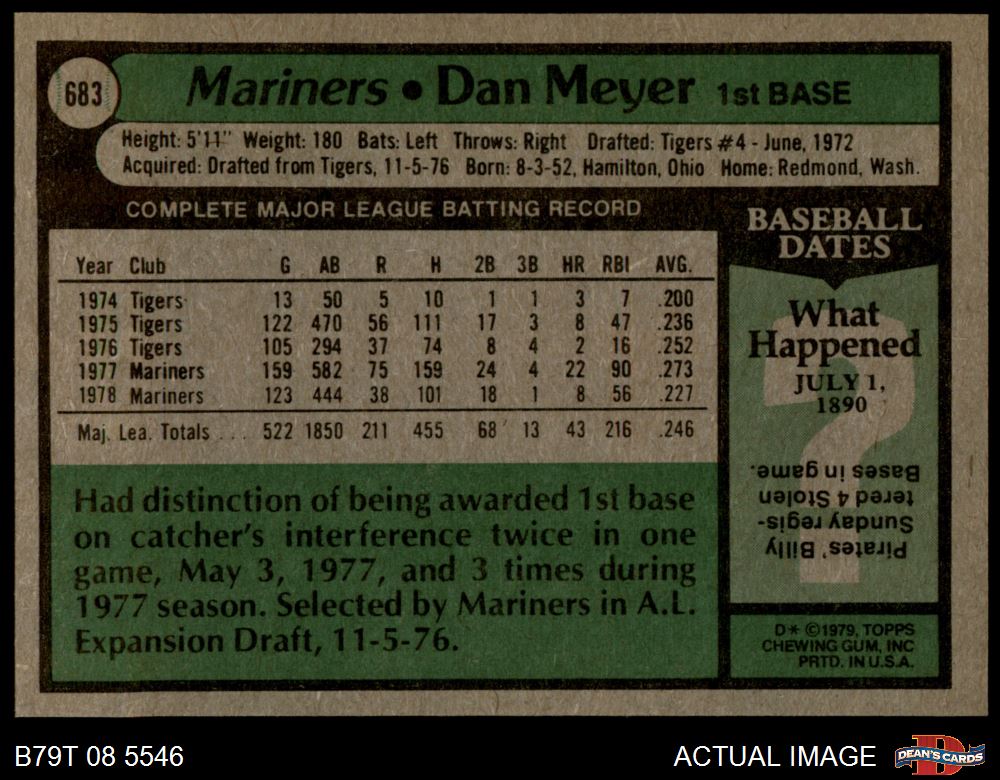 683
Mariners • Dan Meyer 1st BASE
Height: 5'11" Weight: 180 Bats: Left Throws: Right Drafted: Tigers #4 - June, 1972
Acquired: Drafted from Tigers, 11-5-76 Born: 8-3-52, Hamilton, Ohio Home: Redmond, Wash.
COMPLETE MAJOR LEAGUE BATTING RECORD
Year Club G AB R H 2B 3B HR RBI AVG.
1974 Tigers 13 50 5 10 1 1 3 7 .200
1975 Tigers 122 470 56 111 17 3 8 47 .236
1976 Tigers 105 294 37 74 8 4 2 16 .252
1977 Mariners 159 582 75 159 24 4 22 90 .273
1978 Mariners 123 444 38 101 18 1 8 56 .227
Maj. Lea. Totals ... 522 1850 211 455 68 13 43 216 .246
Had distinction of being awarded 1st base
on catcher's interference twice in one
game, May 3, 1977, and 3 times during
1977 season. Selected by Mariners in A.L.
Expansion Draft, 11-5-76.
BASEBALL
DATES
What
Happened
JULY 1,
1890
?
Pirates' Billy
Sunday regis-
tered 4 Stolen
Bases in game.
D* ©1979, TOPPS
CHEWING GUM, INC
PRTD. IN U.S.A.
B79T 08 5546
ACTUAL IMAGE
D
DEAN'S CARDS